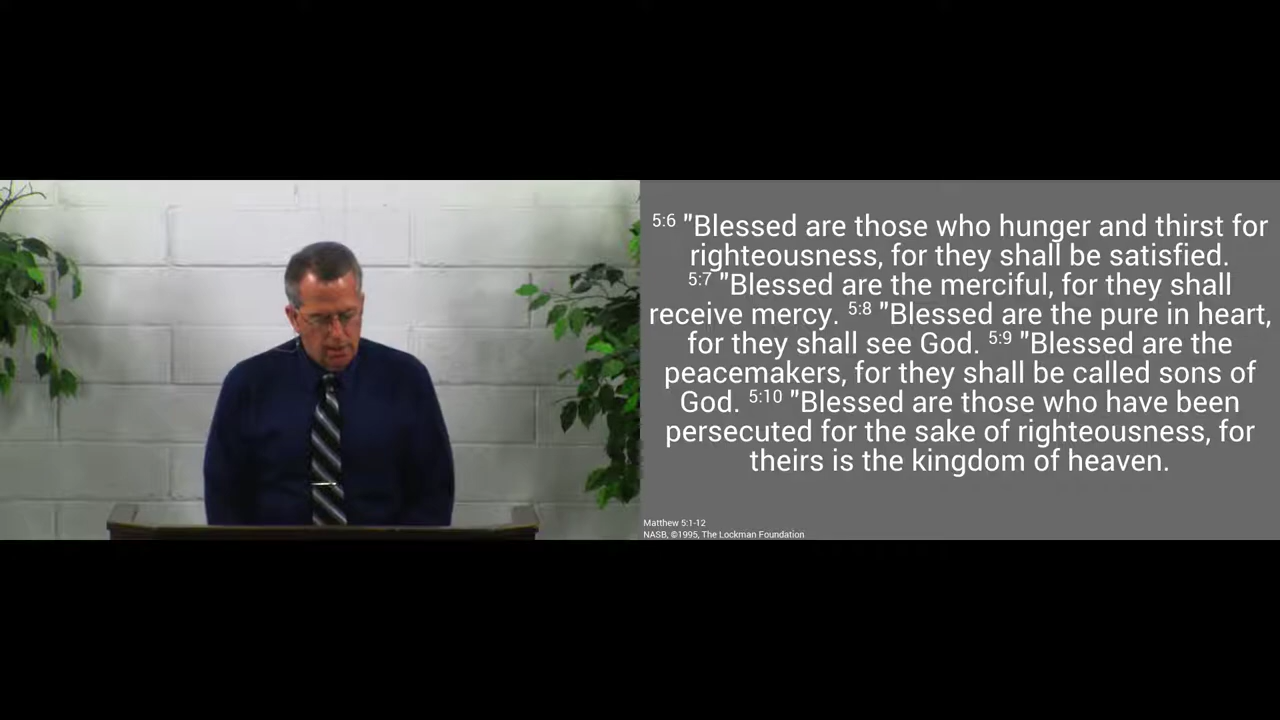 5:6 "Blessed are those who hunger and thirst for
righteousness, for they shall be satisfied.
5:7 "Blessed are the merciful, for they shall
receive mercy. 5:8 "Blessed are the pure in heart,
for they shall see God. 5:9 "Blessed are the
peacemakers, for they shall be called sons of
God. 5:10 "Blessed are those who have been
persecuted for the sake of righteousness, for
theirs is the kingdom of heaven.
Matthew 5:1-12
NASB, ©1995, The Lockman Foundation